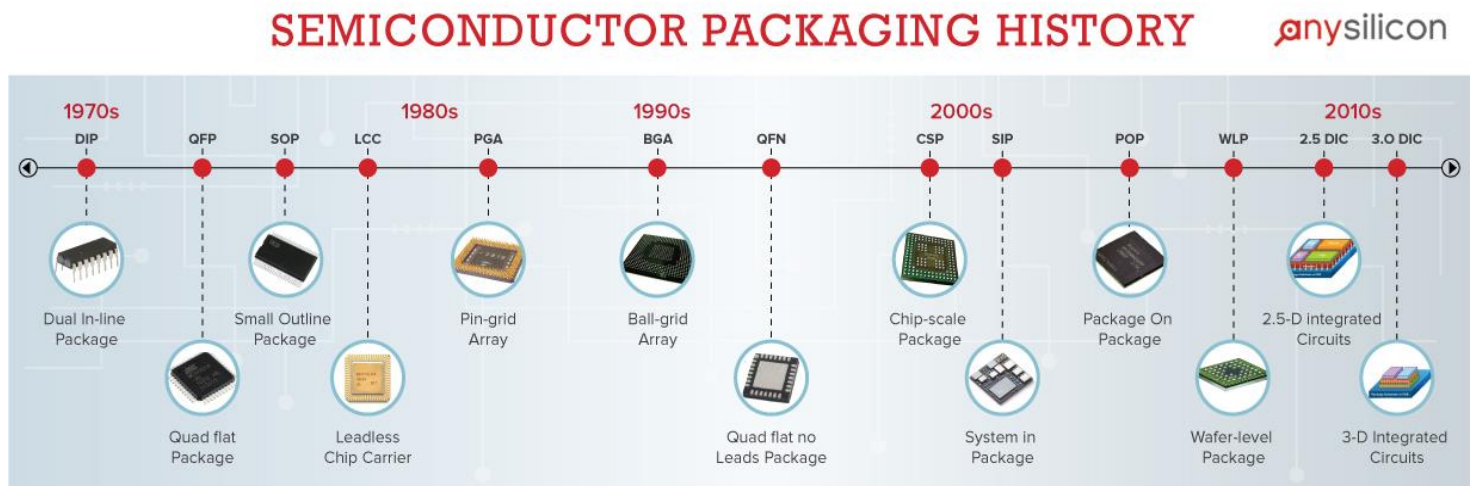 SEMICONDUCTOR PACKAGING HISTORY
anysilicon
1970s 1980s 1990s 2000s 2010s
DIP QFP SOP LCC PGA BGA QFN CSP SIP POP WLP 2.5 DIC 3.0 DIC
Dual In-line
Package
Small Outline
Package
Pin-grid
Array
Ball-grid
Array
Chip-scale
Package
Package On
Package
2.5-D integrated
Circuits
Quad flat
Package
Leadless
Chip Carrier
Quad flat no
Leads Package
System in
Package
Wafer-level
Package
3-D Integrated
Circuits